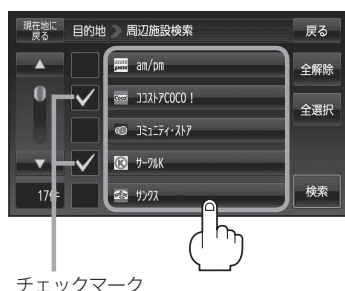 現在地に
戻る
目的地 周辺施設検索
戻る
am/pm
全解除
ココストアCOCO!
全選択
コミュニティ・ストア
サークルK
17件
サンクス
検索
チェックマーク